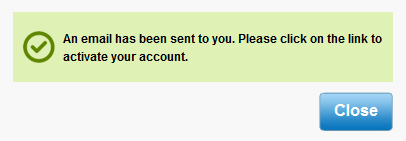 An email has been sent to you. Please click on the link to
activate your account.
Close